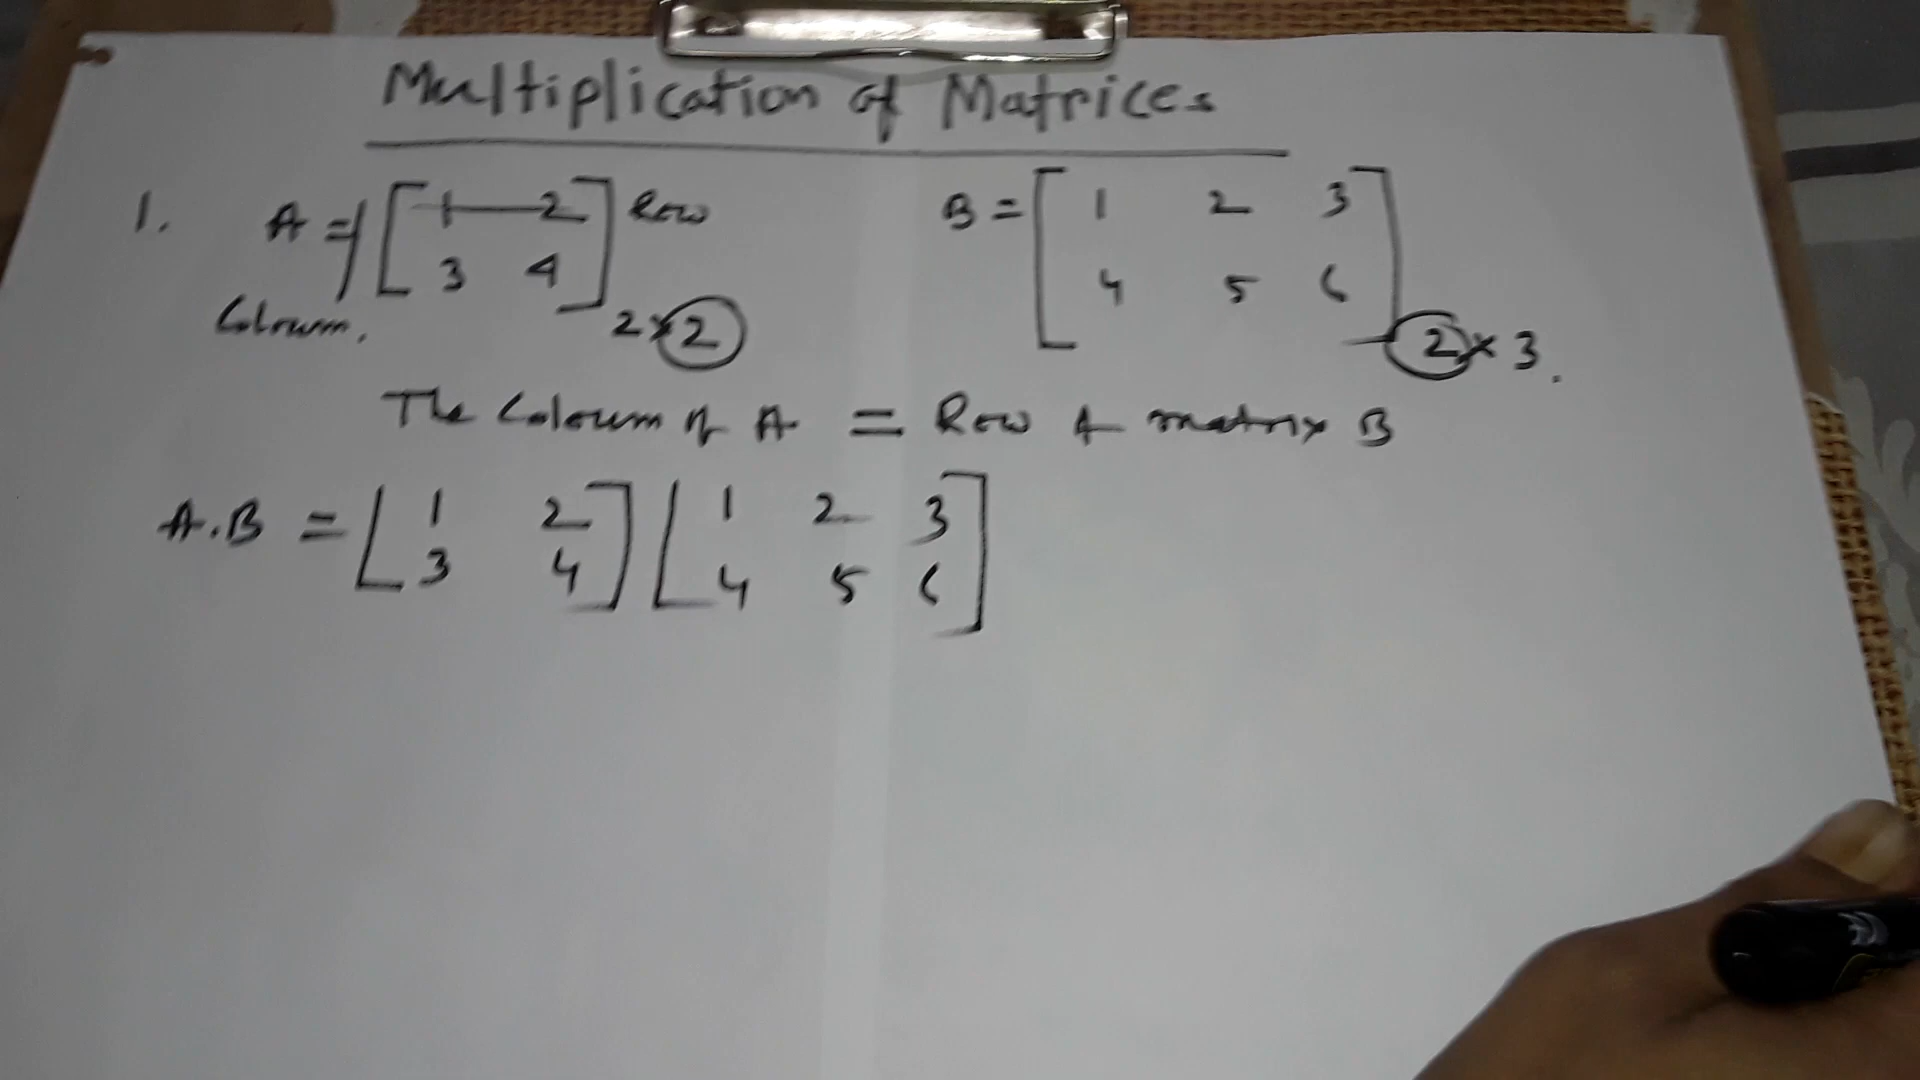 Multiplication of Matrices
1. A = [1 2 Row B = [1 2 3
3 4] 4 5 6]
Coloum. 2×2 2×3.
The Coloum of A = Row of matrix B
A.B = [1 2] [1 2 3]
3 4 4 5 6